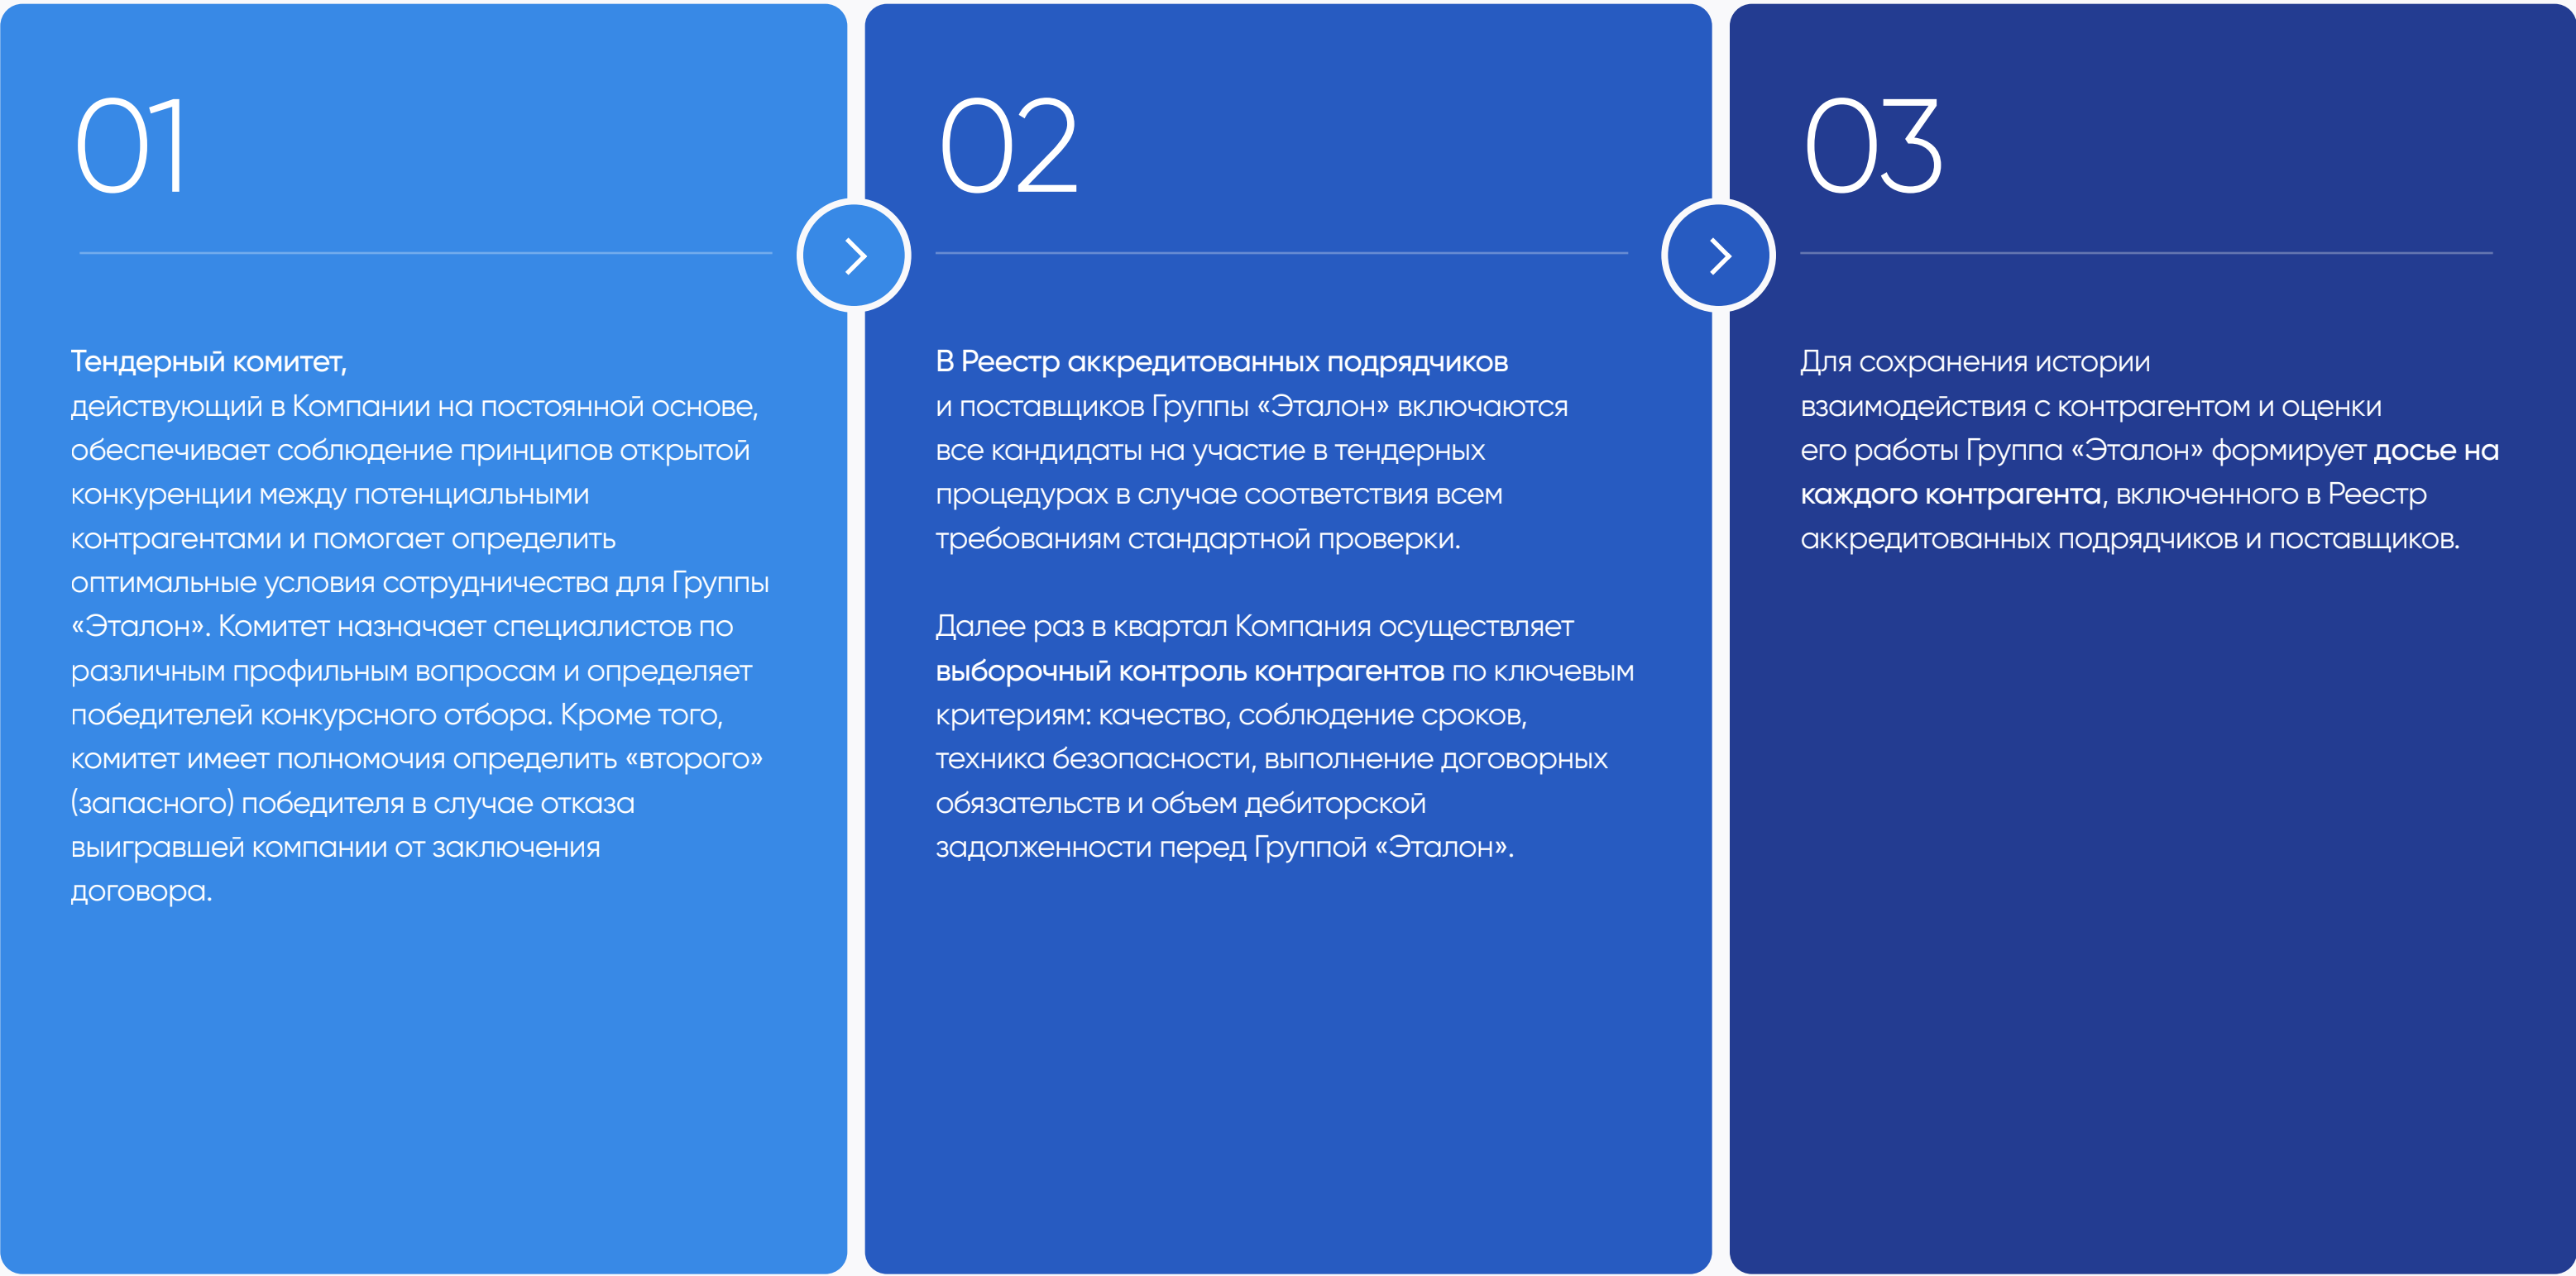 01
Тендерный комитет,
действующий в Компании на постоянной основе,
обеспечивает соблюдение принципов открытой
конкуренции между потенциальными
контрагентами и помогает определить
оптимальные условия сотрудничества для Группы
«Эталон». Комитет назначает специалистов по
различным профильным вопросам и определяет
победителей конкурсного отбора. Кроме того,
комитет имеет полномочия определить «второго»
(запасного) победителя в случае отказа
выигравшей компании от заключения
договора.
02
В Реестр аккредитованных подрядчиков
и поставщиков Группы «Эталон» включаются
все кандидаты на участие в тендерных
процедурах в случае соответствия всем
требованиям стандартной проверки.
Далее раз в квартал Компания осуществляет
выборочный контроль контрагентов по ключевым
критериям: качество, соблюдение сроков,
техника безопасности, выполнение договорных
обязательств и объем дебиторской
задолженности перед Группой «Эталон».
03
Для сохранения истории
взаимодействия с контрагентом и оценки
его работы Группа «Эталон» формирует досье на
каждого контрагента, включенного в Реестр
аккредитованных подрядчиков и поставщиков.